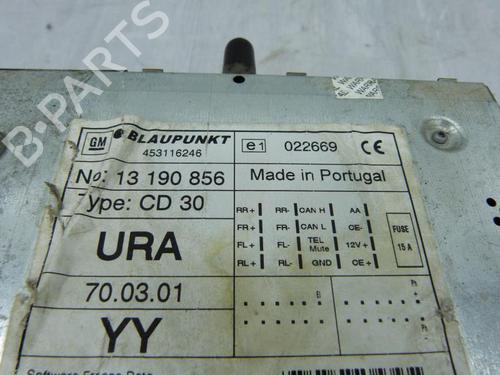 B-PARTS
GM BLAUPUNKT
453116246
e1 022669 CE
No: 13 190 856
Made in Portugal
Type: CD 30
URA
RR+ RR- CAN H AA
FR+ FR- CAN L CE-
FL+ FL- TEL Mute 12V+
RL+ RL- GND CE+
FUSE
15 A
70.03.01
YY